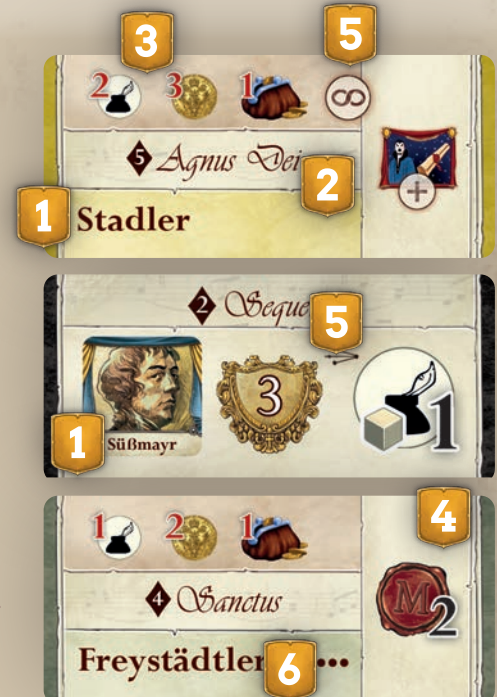 3 5
2 3 1 ∞
5 Agnus Dei
+
2
1 Stadler
2 Seque
5
3
1
1 Süßmayr
4
1 2 1
M 2
4 Sanctus
Freystädtler 6 •••